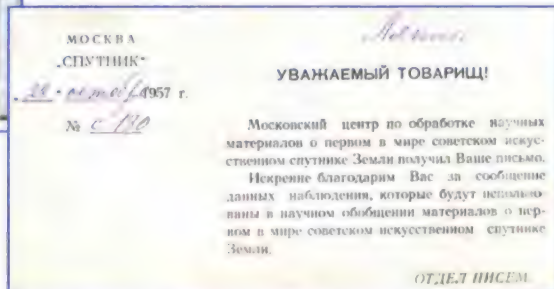 МОСКВА
„СПУТНИК“
октября 1957 г.
№ с 130
УВАЖАЕМЫЙ ТОВАРИЩ!
Московский центр по обработке научных
материалов о первом в мире советском искус-
ственном спутнике Земли получил Ваше письмо.
Искренне благодарим Вас за сообщение
данных наблюдения, которые будут использо-
ваны в научном обобщении материалов о пер-
вом в мире советском искусственном спутнике
Земли.
ОТДЕЛ ПИСЕМ.